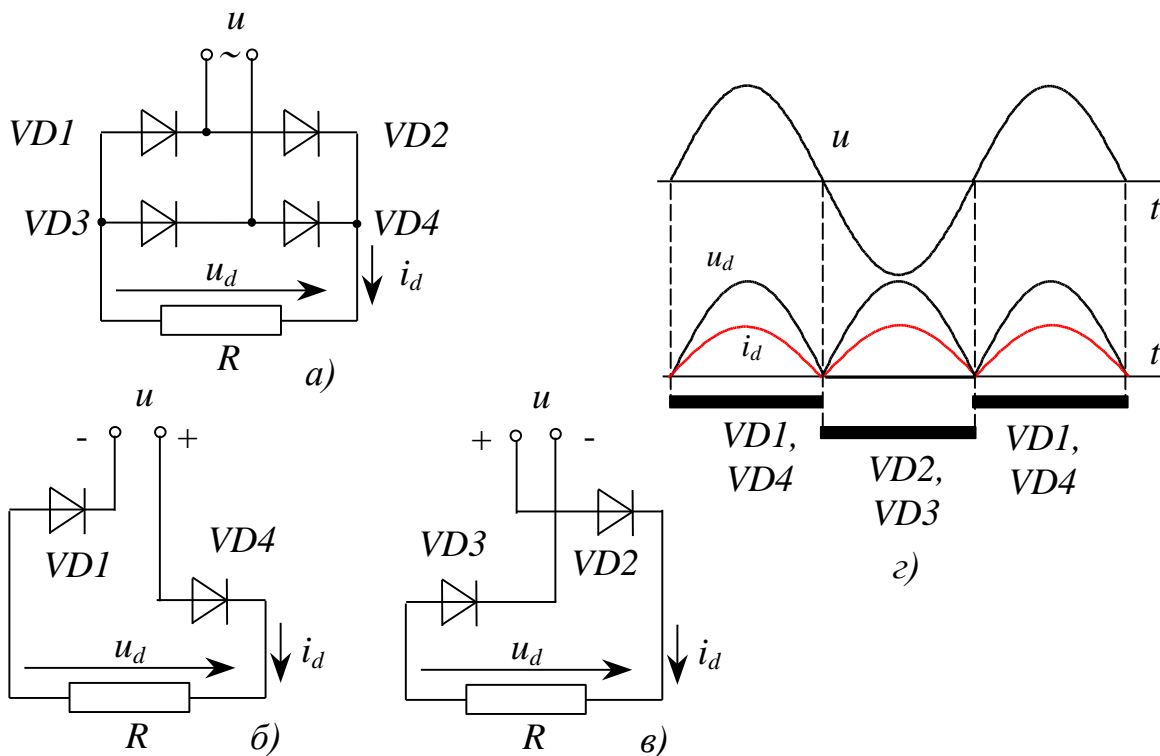 u
~
VD1
VD2
VD3
VD4
u_d
i_d
R
а)
u
- +
VD1
VD4
u_d
i_d
R
б)
u
+ -
VD3
VD2
u_d
i_d
R
в)
u
t
u_d
i_d
t
VD1,
VD4
VD2,
VD3
VD1,
VD4
г)